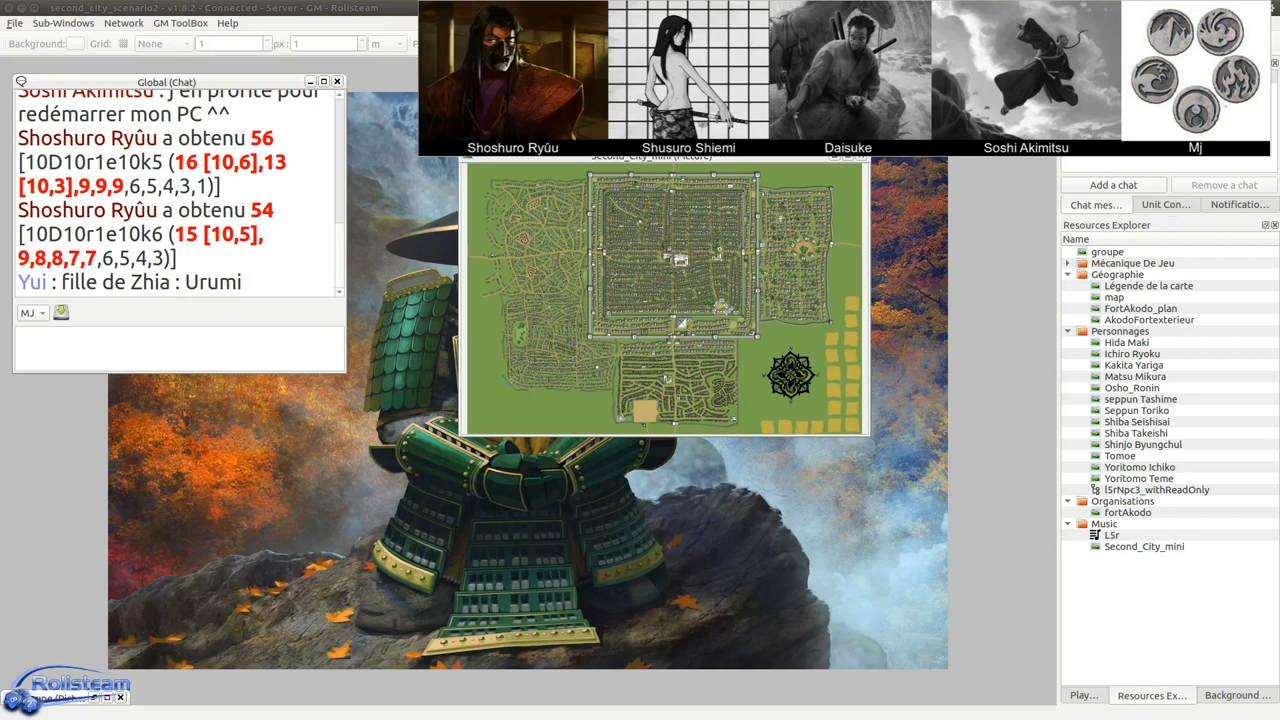 second_city_scenario2 - v1.8.2 - Connected - Server - GM - Rolisteam
File Sub-Windows Network GM ToolBox Help
Background: Grid: None 1 px : 1 m
Shoshuro Ryûu
Shusuro Shiemi
Daisuke
Soshi Akimitsu
Mj
Global (Chat)
Soshi Akimitsu : j'en profite pour
redémarrer mon PC ^^
Shoshuro Ryûu a obtenu 56
[10D10r1e10k5 (16 [10,6],13
[10,3],9,9,9,6,5,4,3,1)]
Shoshuro Ryûu a obtenu 54
[10D10r1e10k6 (15 [10,5],
9,8,8,7,7,6,5,4,3)]
Yui : fille de Zhia : Urumi
MJ
Second_City_mini (Picture)
Add a chat Remove a chat
Chat mes... Unit Con... Notificatio...
Resources Explorer
Name
groupe
Mécanique De Jeu
Géographie
Légende de la carte
map
FortAkodo_plan
AkodoFortexterieur
Personnages
Hida Maki
Ichiro Ryoku
Kakita Yariga
Matsu Mikura
Osho_Ronin
seppun Tashime
Seppun Toriko
Shiba Seishisai
Shiba Takeishi
Shinjo Byungchul
Tomoe
Yoritomo Ichiko
Yoritomo Teme
l5rNpc3_withReadOnly
Organisations
fortAkodo
Music
L5r
Second_City_mini
Play... Resources Ex... Background ...
Rolisteam